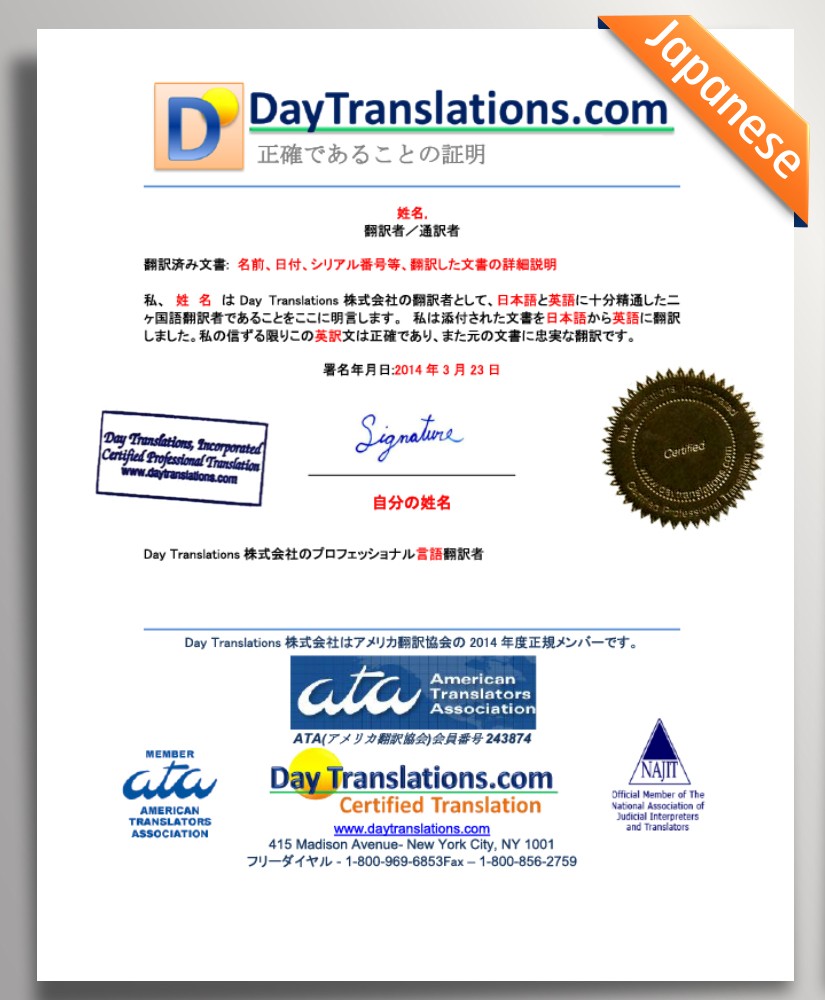 Japanese
D DayTranslations.com
正確であることの証明
姓名,
翻訳者／通訳者
翻訳済み文書: 名前、日付、シリアル番号等、翻訳した文書の詳細説明
私、 姓 名 は Day Translations 株式会社の翻訳者として、日本語と英語に十分精通した二
ヶ国語翻訳者であることをここに明言します。 私は添付された文書を日本語から英語に翻訳
しました。私の信ずる限りこの英訳文は正確であり、また元の文書に忠実な翻訳です。
署名年月日:2014 年 3 月 23 日
Day Translations, Incorporated
Certified Professional Translation
www.daytranslations.com
Signature
自分の姓名
Day Translations Incorporated
Certified
www.daytranslations.com
Certified Professional Translation
Day Translations 株式会社のプロフェッショナル言語翻訳者
Day Translations 株式会社はアメリカ翻訳協会の 2014 年度正規メンバーです。
ata American
Translators
Association
ATA(アメリカ翻訳協会)会員番号 243874
MEMBER
ata
AMERICAN
TRANSLATORS
ASSOCIATION
Day Translations.com
Certified Translation
www.daytranslations.com
415 Madison Avenue- New York City, NY 1001
フリーダイヤル - 1-800-969-6853Fax – 1-800-856-2759
NAJIT
Official Member of The
National Association of
Judicial Interpreters
and Translators